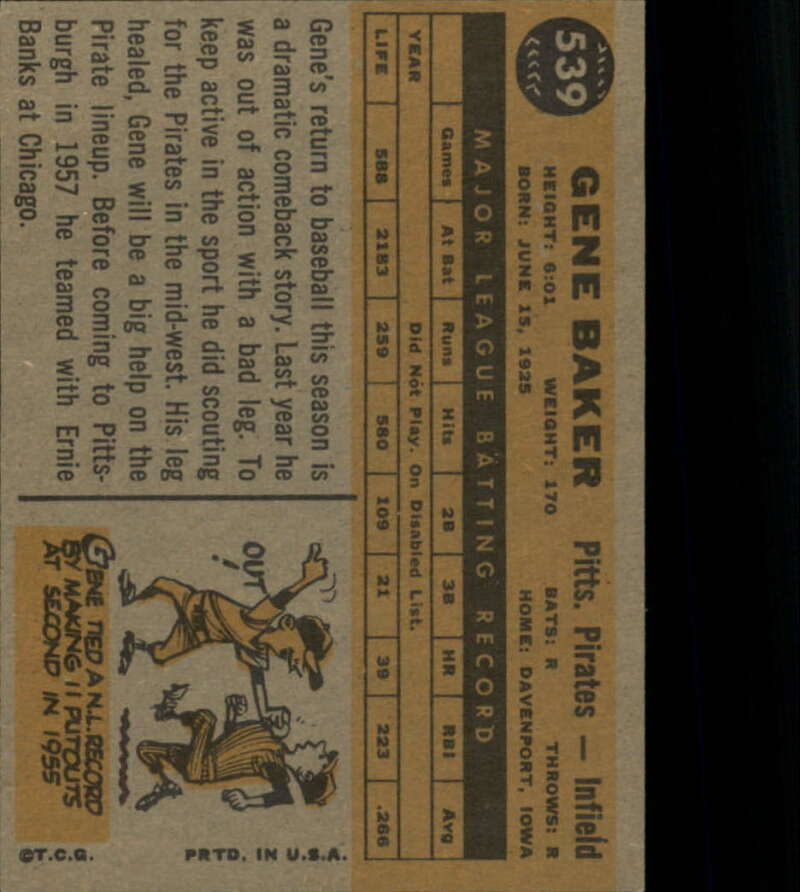 539
GENE BAKER Pitts. Pirates — Infield
HEIGHT: 6:01 WEIGHT: 170 BATS: R THROWS: R
BORN: JUNE 15, 1925 HOME: DAVENPORT, IOWA
MAJOR LEAGUE BATTING RECORD
Games At Bat Runs Hits 2B 3B HR RBI Avg
YEAR Did Not Play. On Disabled List.
LIFE 588 2183 259 580 109 21 39 223 .266
Gene's return to baseball this season is
a dramatic comeback story. Last year he
was out of action with a bad leg. To
keep active in the sport he did scouting
for the Pirates in the mid-west. His leg
healed, Gene will be a big help on the
Pirate lineup. Before coming to Pitts-
burgh in 1957 he teamed with Ernie
Banks at Chicago.
OUT!
GENE TIED A N.L. RECORD
BY MAKING 11 PUTOUTS
AT SECOND IN 1955
©T.C.G. PRTD. IN U.S.A.